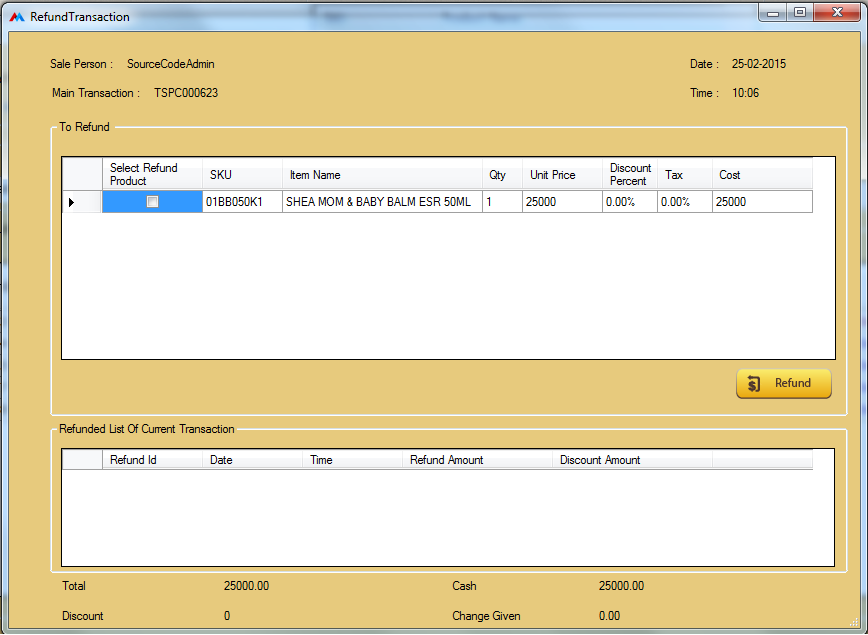 RefundTransaction
Sale Person : SourceCodeAdmin Date : 25-02-2015
Main Transaction : TSPC000623 Time : 10:06
To Refund
Select Refund Product SKU Item Name Qty Unit Price Discount Percent Tax Cost
01BB050K1 SHEA MOM & BABY BALM ESR 50ML 1 25000 0.00% 0.00% 25000
Refund
Refunded List Of Current Transaction
Refund Id Date Time Refund Amount Discount Amount
Total 25000.00 Cash 25000.00
Discount 0 Change Given 0.00